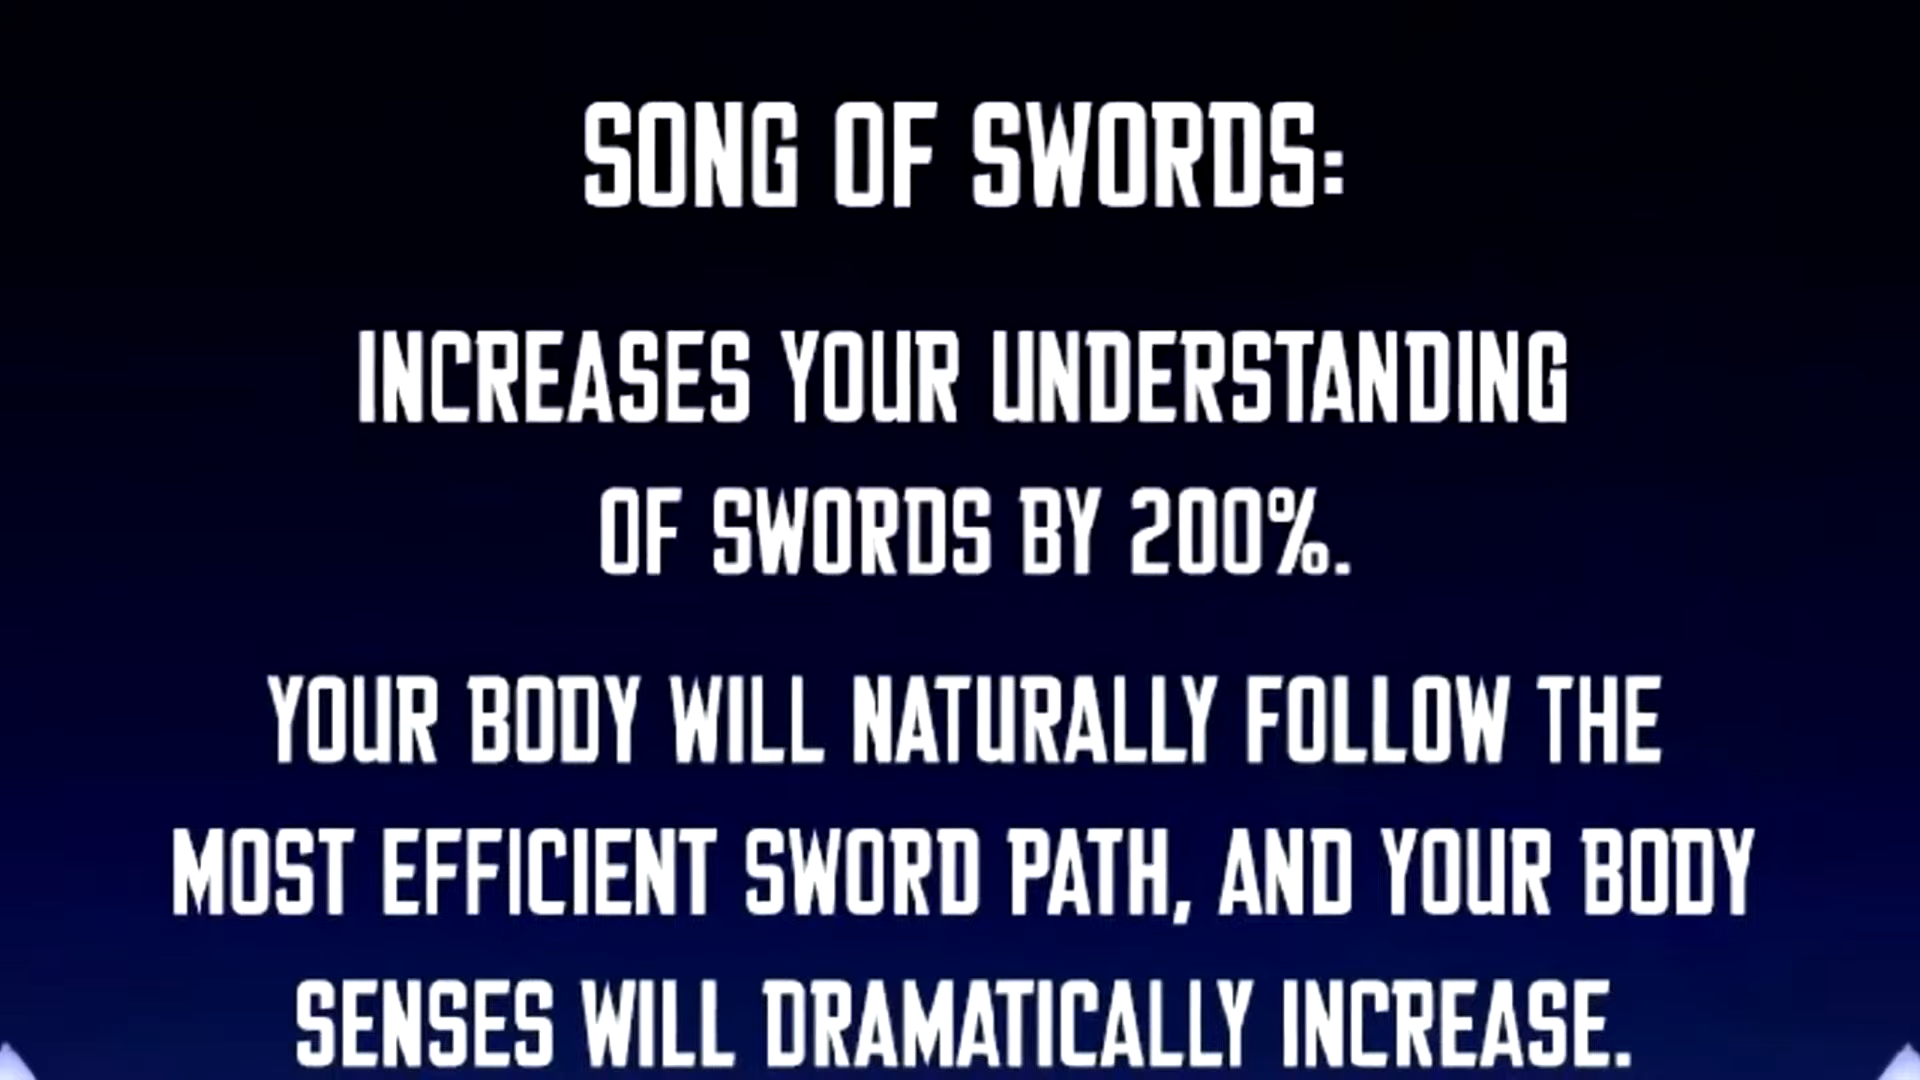 SONG OF SWORDS:
INCREASES YOUR UNDERSTANDING
OF SWORDS BY 200%.
YOUR BODY WILL NATURALLY FOLLOW THE
MOST EFFICIENT SWORD PATH, AND YOUR BODY
SENSES WILL DRAMATICALLY INCREASE.